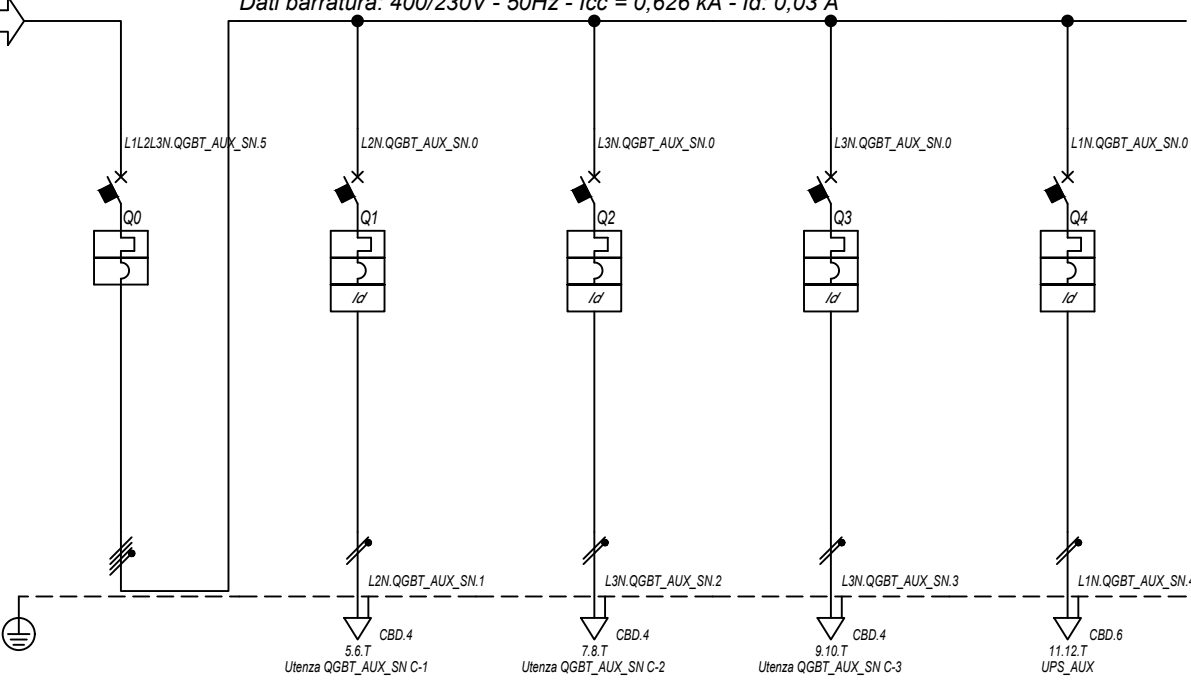 Dati barratura: 400/230V - 50Hz - Icc = 0,626 kA - Id: 0,03 A
L1L2L3N.QGBT_AUX_SN.5
L2N.QGBT_AUX_SN.0
L3N.QGBT_AUX_SN.0
L3N.QGBT_AUX_SN.0
L1N.QGBT_AUX_SN.0
Q0
Q1
Q2
Q3
Q4
Id
Id
Id
Id
L2N.QGBT_AUX_SN.1
L3N.QGBT_AUX_SN.2
L3N.QGBT_AUX_SN.3
L1N.QGBT_AUX_SN.4
CBD.4
CBD.4
CBD.4
CBD.6
5.6.T
7.8.T
9.10.T
11.12.T
Utenza QGBT_AUX_SN C-1
Utenza QGBT_AUX_SN C-2
Utenza QGBT_AUX_SN C-3
UPS_AUX